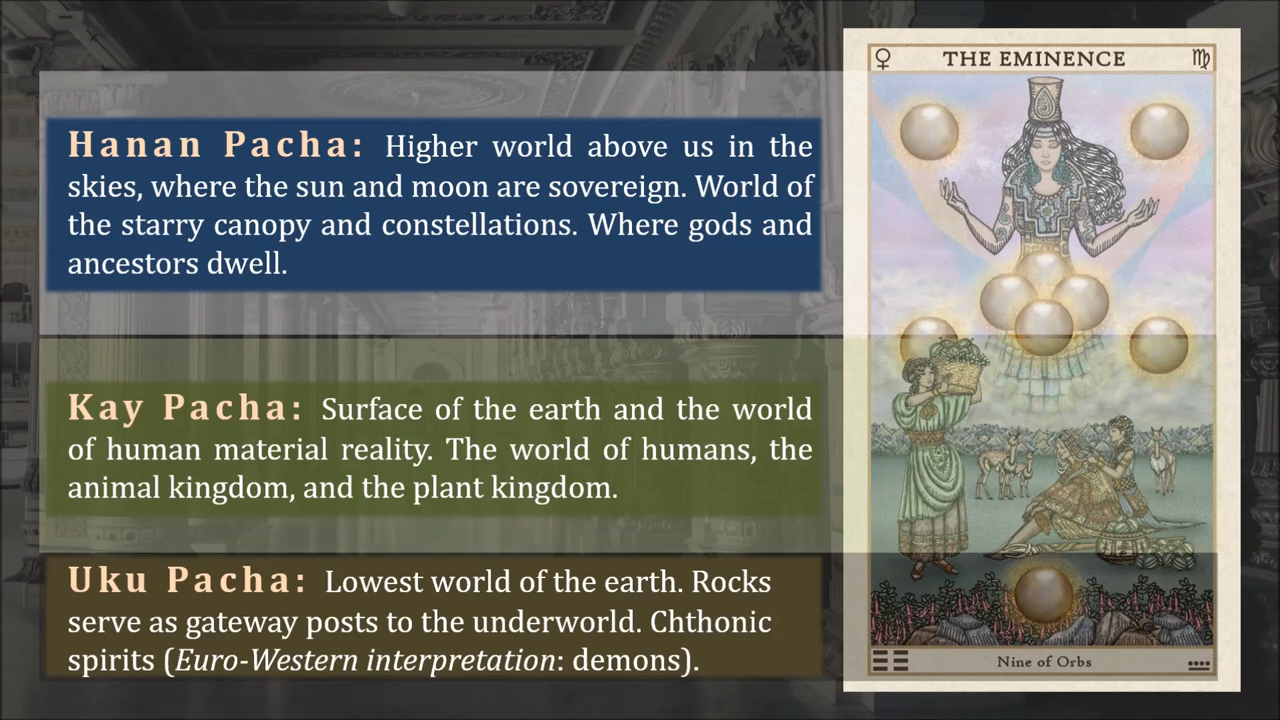 Hanan Pacha: Higher world above us in the
skies, where the sun and moon are sovereign. World of
the starry canopy and constellations. Where gods and
ancestors dwell.
Kay Pacha: Surface of the earth and the world
of human material reality. The world of humans, the
animal kingdom, and the plant kingdom.
Uku Pacha: Lowest world of the earth. Rocks
serve as gateway posts to the underworld. Chthonic
spirits (Euro-Western interpretation: demons).
♀ THE EMINENCE ♍
Nine of Orbs